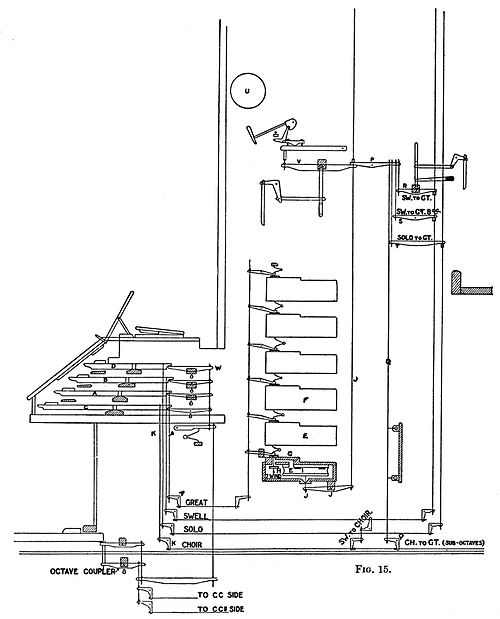 U
V
P
R
SW. TO GT.
SW. TO GT. 8VE.
S
SOLO TO GT.
D
W
B
A
C
K
A
J
Q
F
E
G
H
WIND
J
J
GREAT
SWELL
SOLO
K
CHOIR
SW. TO CHOIR
CH. TO GT. (SUB-OCTAVES)
OCTAVE COUPLER
FIG. 15.
TO CC SIDE
TO CC# SIDE